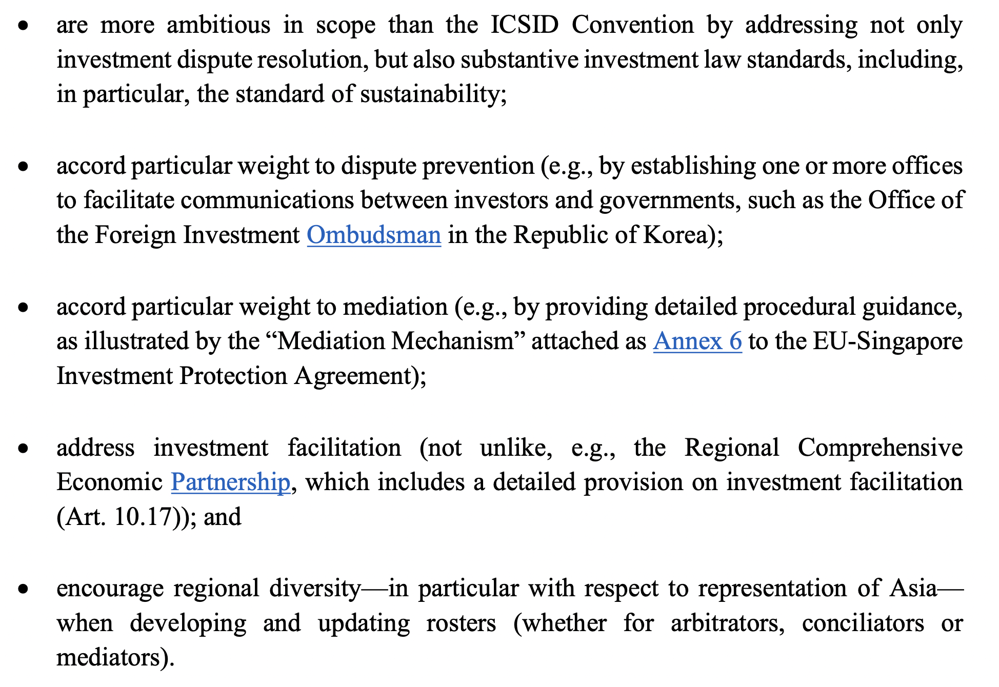 • are more ambitious in scope than the ICSID Convention by addressing not only
investment dispute resolution, but also substantive investment law standards, including,
in particular, the standard of sustainability;
• accord particular weight to dispute prevention (e.g., by establishing one or more offices
to facilitate communications between investors and governments, such as the Office of
the Foreign Investment Ombudsman in the Republic of Korea);
• accord particular weight to mediation (e.g., by providing detailed procedural guidance,
as illustrated by the “Mediation Mechanism” attached as Annex 6 to the EU-Singapore
Investment Protection Agreement);
• address investment facilitation (not unlike, e.g., the Regional Comprehensive
Economic Partnership, which includes a detailed provision on investment facilitation
(Art. 10.17)); and
• encourage regional diversity—in particular with respect to representation of Asia—
when developing and updating rosters (whether for arbitrators, conciliators or
mediators).